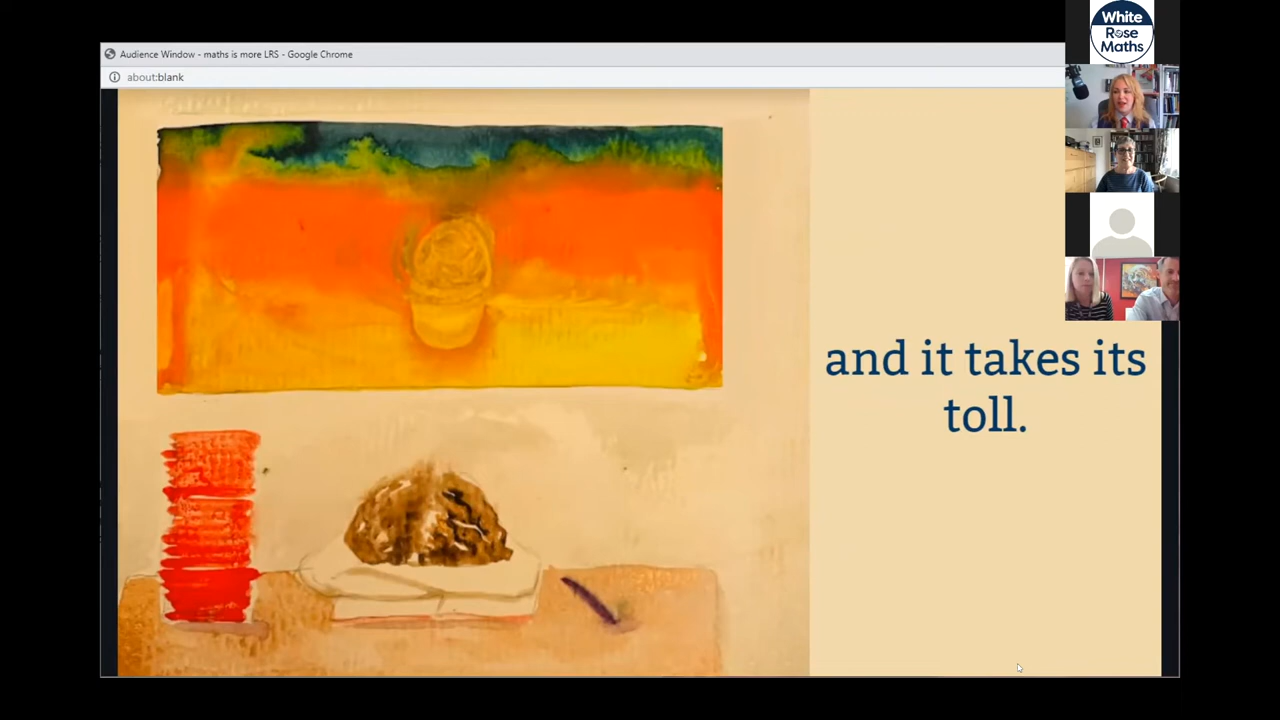 Audience Window - maths is more LRS - Google Chrome
about:blank
and it takes its
toll.
White
Rose
Maths